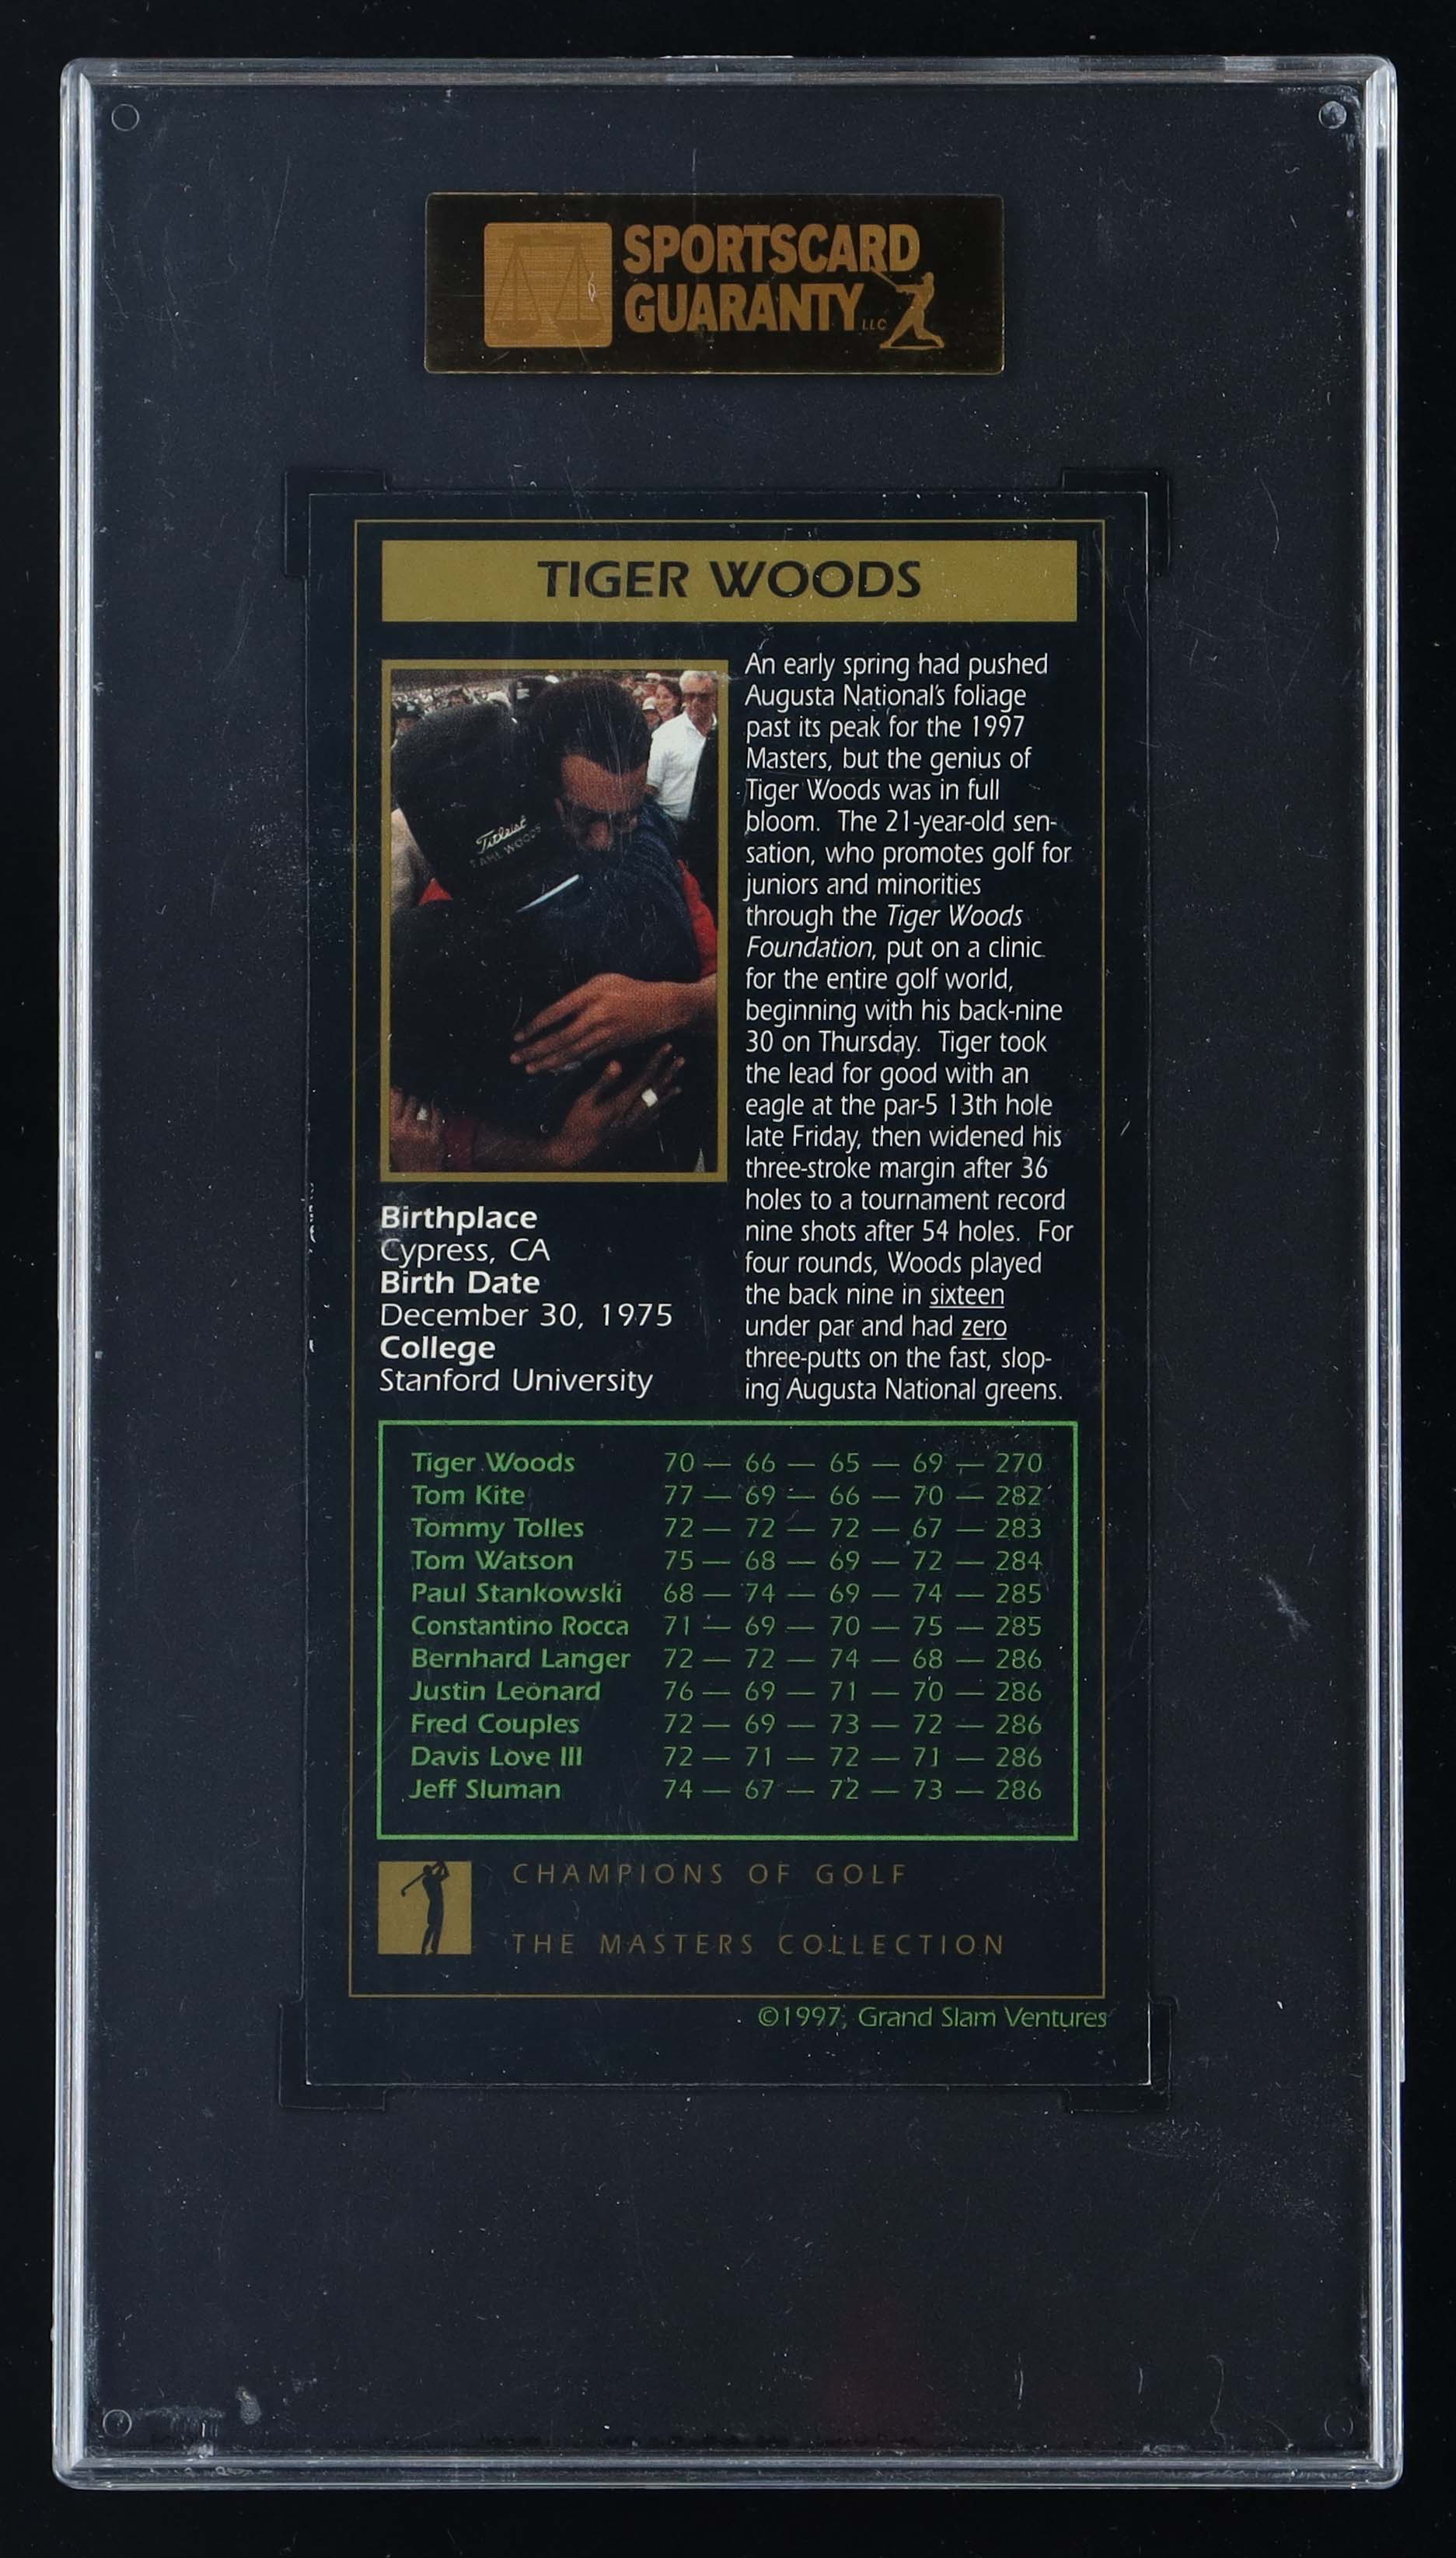 SPORTSCARD
GUARANTY LLC
TIGER WOODS
Titleist
EARL WOODS
An early spring had pushed
Augusta National's foliage
past its peak for the 1997
Masters, but the genius of
Tiger Woods was in full
bloom. The 21-year-old sen-
sation, who promotes golf for
juniors and minorities
through the Tiger Woods
Foundation, put on a clinic
for the entire golf world,
beginning with his back-nine
30 on Thursday. Tiger took
the lead for good with an
eagle at the par-5 13th hole
late Friday, then widened his
three-stroke margin after 36
holes to a tournament record
nine shots after 54 holes. For
four rounds, Woods played
the back nine in sixteen
under par and had zero
three-putts on the fast, slop-
ing Augusta National greens.
Birthplace
Cypress, CA
Birth Date
December 30, 1975
College
Stanford University
Tiger Woods 70 — 66 — 65 — 69 — 270
Tom Kite 77 — 69 — 66 — 70 — 282
Tommy Tolles 72 — 72 — 72 — 67 — 283
Tom Watson 75 — 68 — 69 — 72 — 284
Paul Stankowski 68 — 74 — 69 — 74 — 285
Constantino Rocca 71 — 69 — 70 — 75 — 285
Bernhard Langer 72 — 72 — 74 — 68 — 286
Justin Leonard 76 — 69 — 71 — 70 — 286
Fred Couples 72 — 69 — 73 — 72 — 286
Davis Love III 72 — 71 — 72 — 71 — 286
Jeff Sluman 74 — 67 — 72 — 73 — 286
CHAMPIONS OF GOLF
THE MASTERS COLLECTION
©1997, Grand Slam Ventures